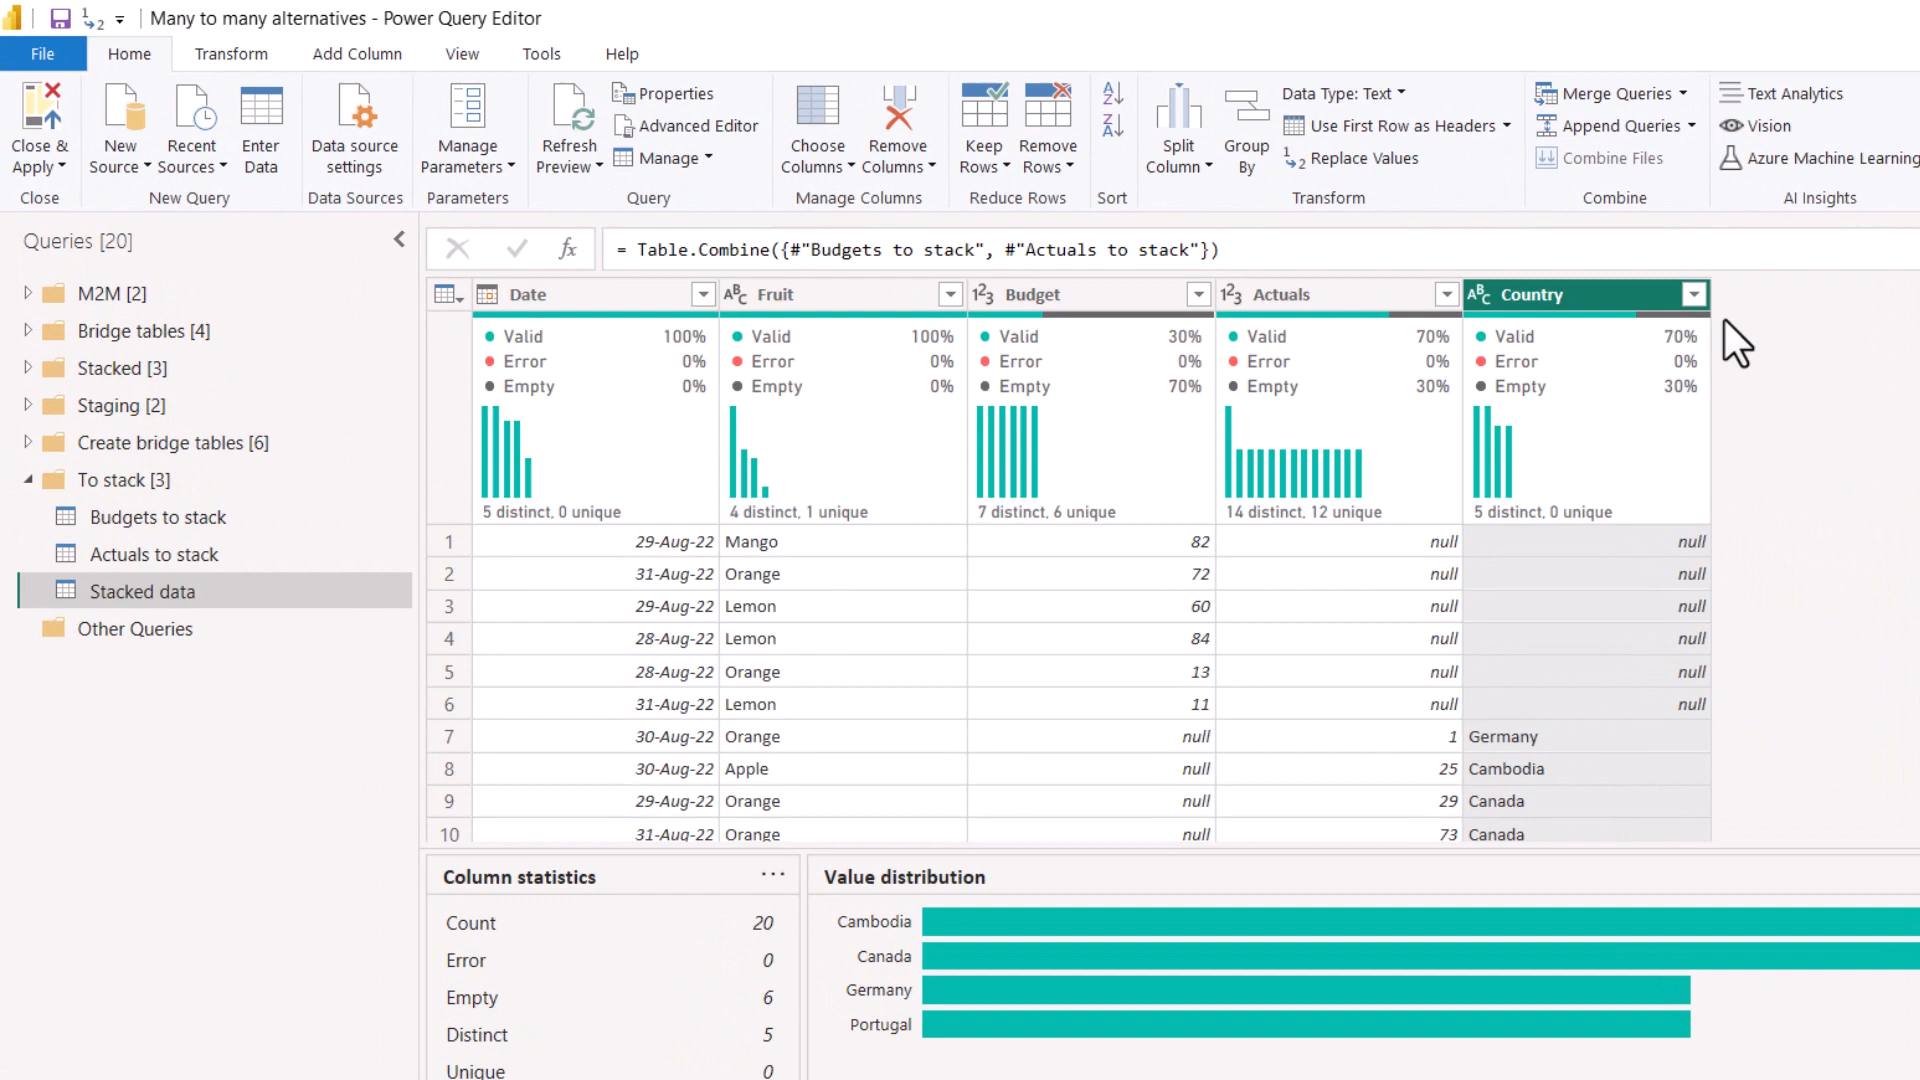 Many to many alternatives - Power Query Editor
File Home Transform Add Column View Tools Help
Close & Apply
New Source
Recent Sources
Enter Data
Data source settings
Manage Parameters
Refresh Preview
Properties
Advanced Editor
Manage
Choose Columns
Remove Columns
Keep Rows
Remove Rows
Split Column
Group By
Data Type: Text
Use First Row as Headers
Replace Values
Merge Queries
Append Queries
Combine Files
Text Analytics
Vision
Azure Machine Learning
Close New Query Data Sources Parameters Query Manage Columns Reduce Rows Sort Transform Combine AI Insights
Queries [20]
M2M [2]
Bridge tables [4]
Stacked [3]
Staging [2]
Create bridge tables [6]
To stack [3]
Budgets to stack
Actuals to stack
Stacked data
Other Queries
fx = Table.Combine({#"Budgets to stack", #"Actuals to stack"})
Date ABC Fruit 123 Budget 123 Actuals ABC Country
Valid 100% Valid 100% Valid 30% Valid 70% Valid 70%
Error 0% Error 0% Error 0% Error 0% Error 0%
Empty 0% Empty 0% Empty 70% Empty 30% Empty 30%
5 distinct, 0 unique 4 distinct, 1 unique 7 distinct, 6 unique 14 distinct, 12 unique 5 distinct, 0 unique
1 29-Aug-22 Mango 82 null null
2 31-Aug-22 Orange 72 null null
3 29-Aug-22 Lemon 60 null null
4 28-Aug-22 Lemon 84 null null
5 28-Aug-22 Orange 13 null null
6 31-Aug-22 Lemon 11 null null
7 30-Aug-22 Orange null 1 Germany
8 30-Aug-22 Apple null 25 Cambodia
9 29-Aug-22 Orange null 29 Canada
10 31-Aug-22 Orange null 73 Canada
Column statistics ...
Count 20
Error 0
Empty 6
Distinct 5
Unique 0
Value distribution
Cambodia
Canada
Germany
Portugal